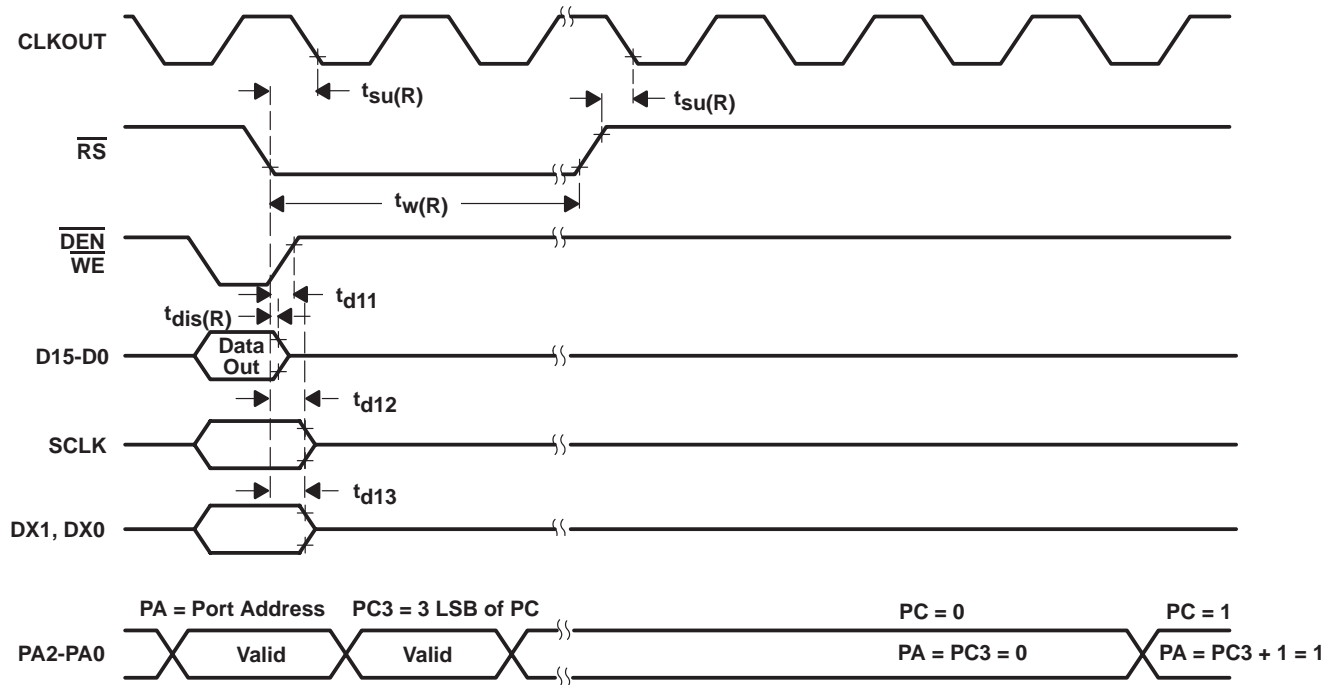 CLKOUT
tsu(R)
tsu(R)
RS
tw(R)
DEN
WE
td11
tdis(R)
D15-D0
Data
Out
td12
SCLK
td13
DX1, DX0
PA = Port Address
PC3 = 3 LSB of PC
PC = 0
PC = 1
PA2-PA0
Valid
Valid
PA = PC3 = 0
PA = PC3 + 1 = 1